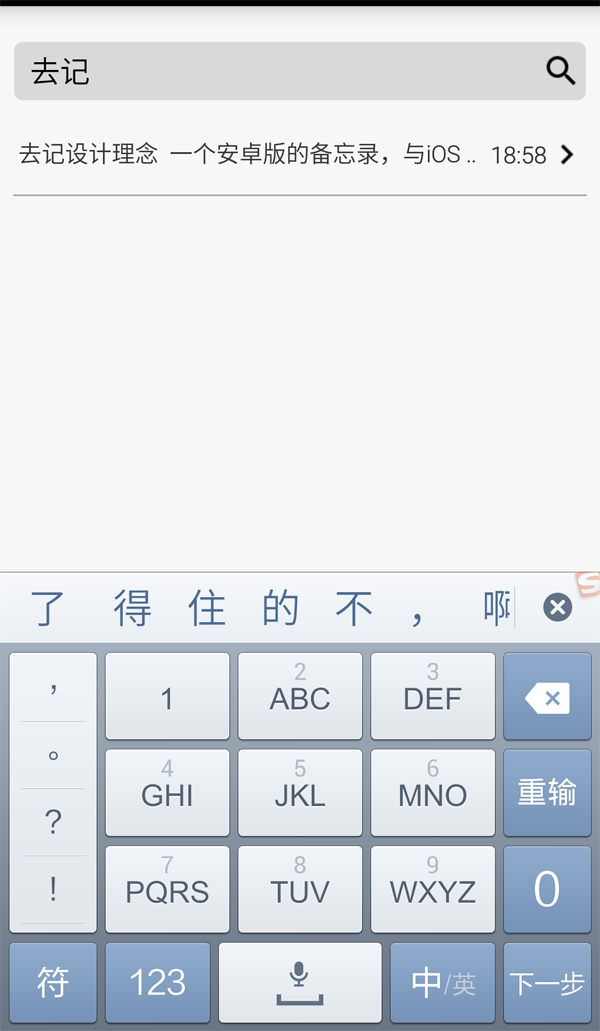 去记
去记设计理念 一个安卓版的备忘录，与iOS .. 18:58
了 得 住 的 不 ， 啊
， 1 2 ABC 3 DEF
。 4 GHI 5 JKL 6 MNO 重输
？
！ 7 PQRS 8 TUV 9 WXYZ 0
符 123 中/英 下一步